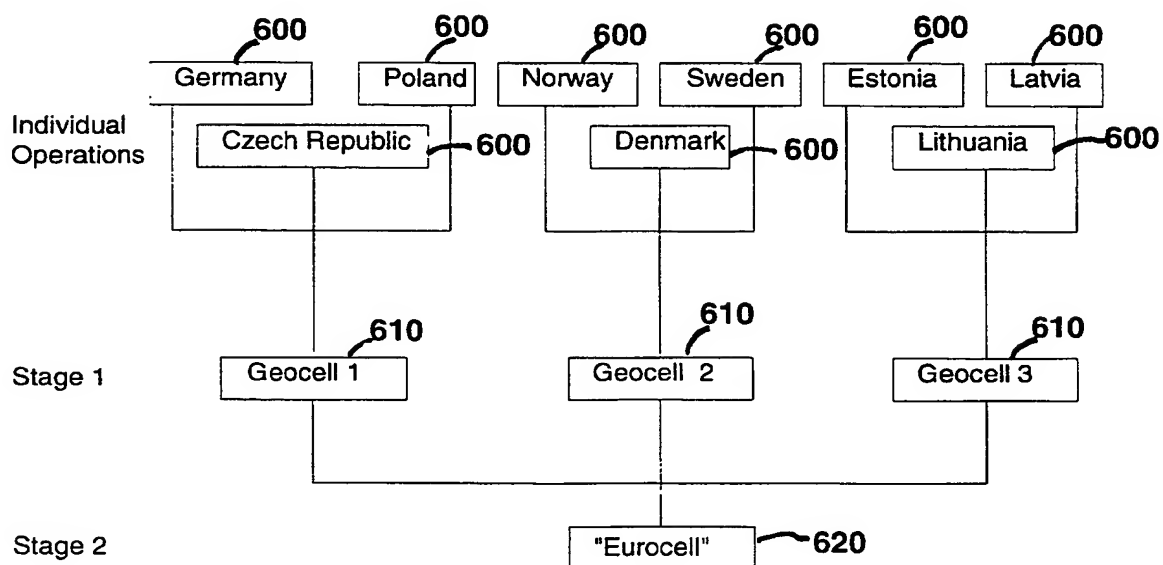 600 600 600 600 600 600
Germany Poland Norway Sweden Estonia Latvia
Individual
Operations
Czech Republic 600 Denmark 600 Lithuania 600
610 610 610
Stage 1 Geocell 1 Geocell 2 Geocell 3
Stage 2 "Eurocell" 620